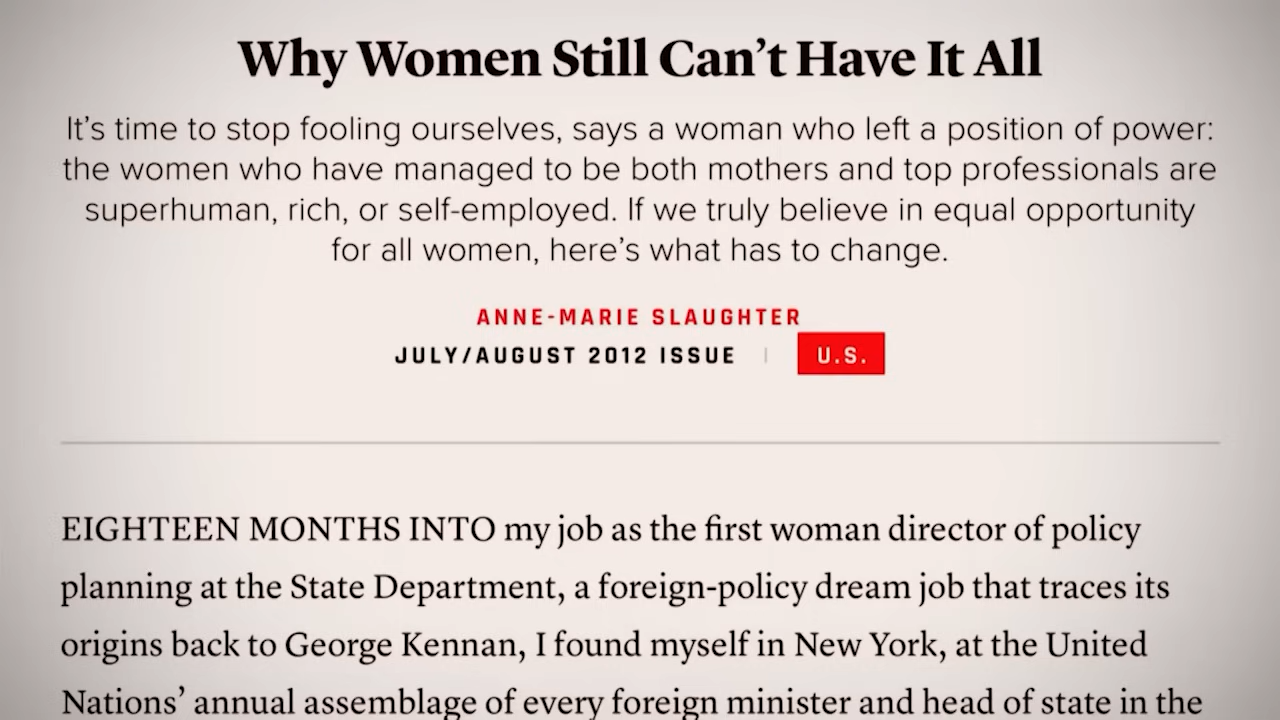 Why Women Still Can’t Have It All
It’s time to stop fooling ourselves, says a woman who left a position of power:
the women who have managed to be both mothers and top professionals are
superhuman, rich, or self-employed. If we truly believe in equal opportunity
for all women, here’s what has to change.
ANNE-MARIE SLAUGHTER
JULY/AUGUST 2012 ISSUE | U.S.
EIGHTEEN MONTHS INTO my job as the first woman director of policy
planning at the State Department, a foreign-policy dream job that traces its
origins back to George Kennan, I found myself in New York, at the United
Nations’ annual assemblage of every foreign minister and head of state in the